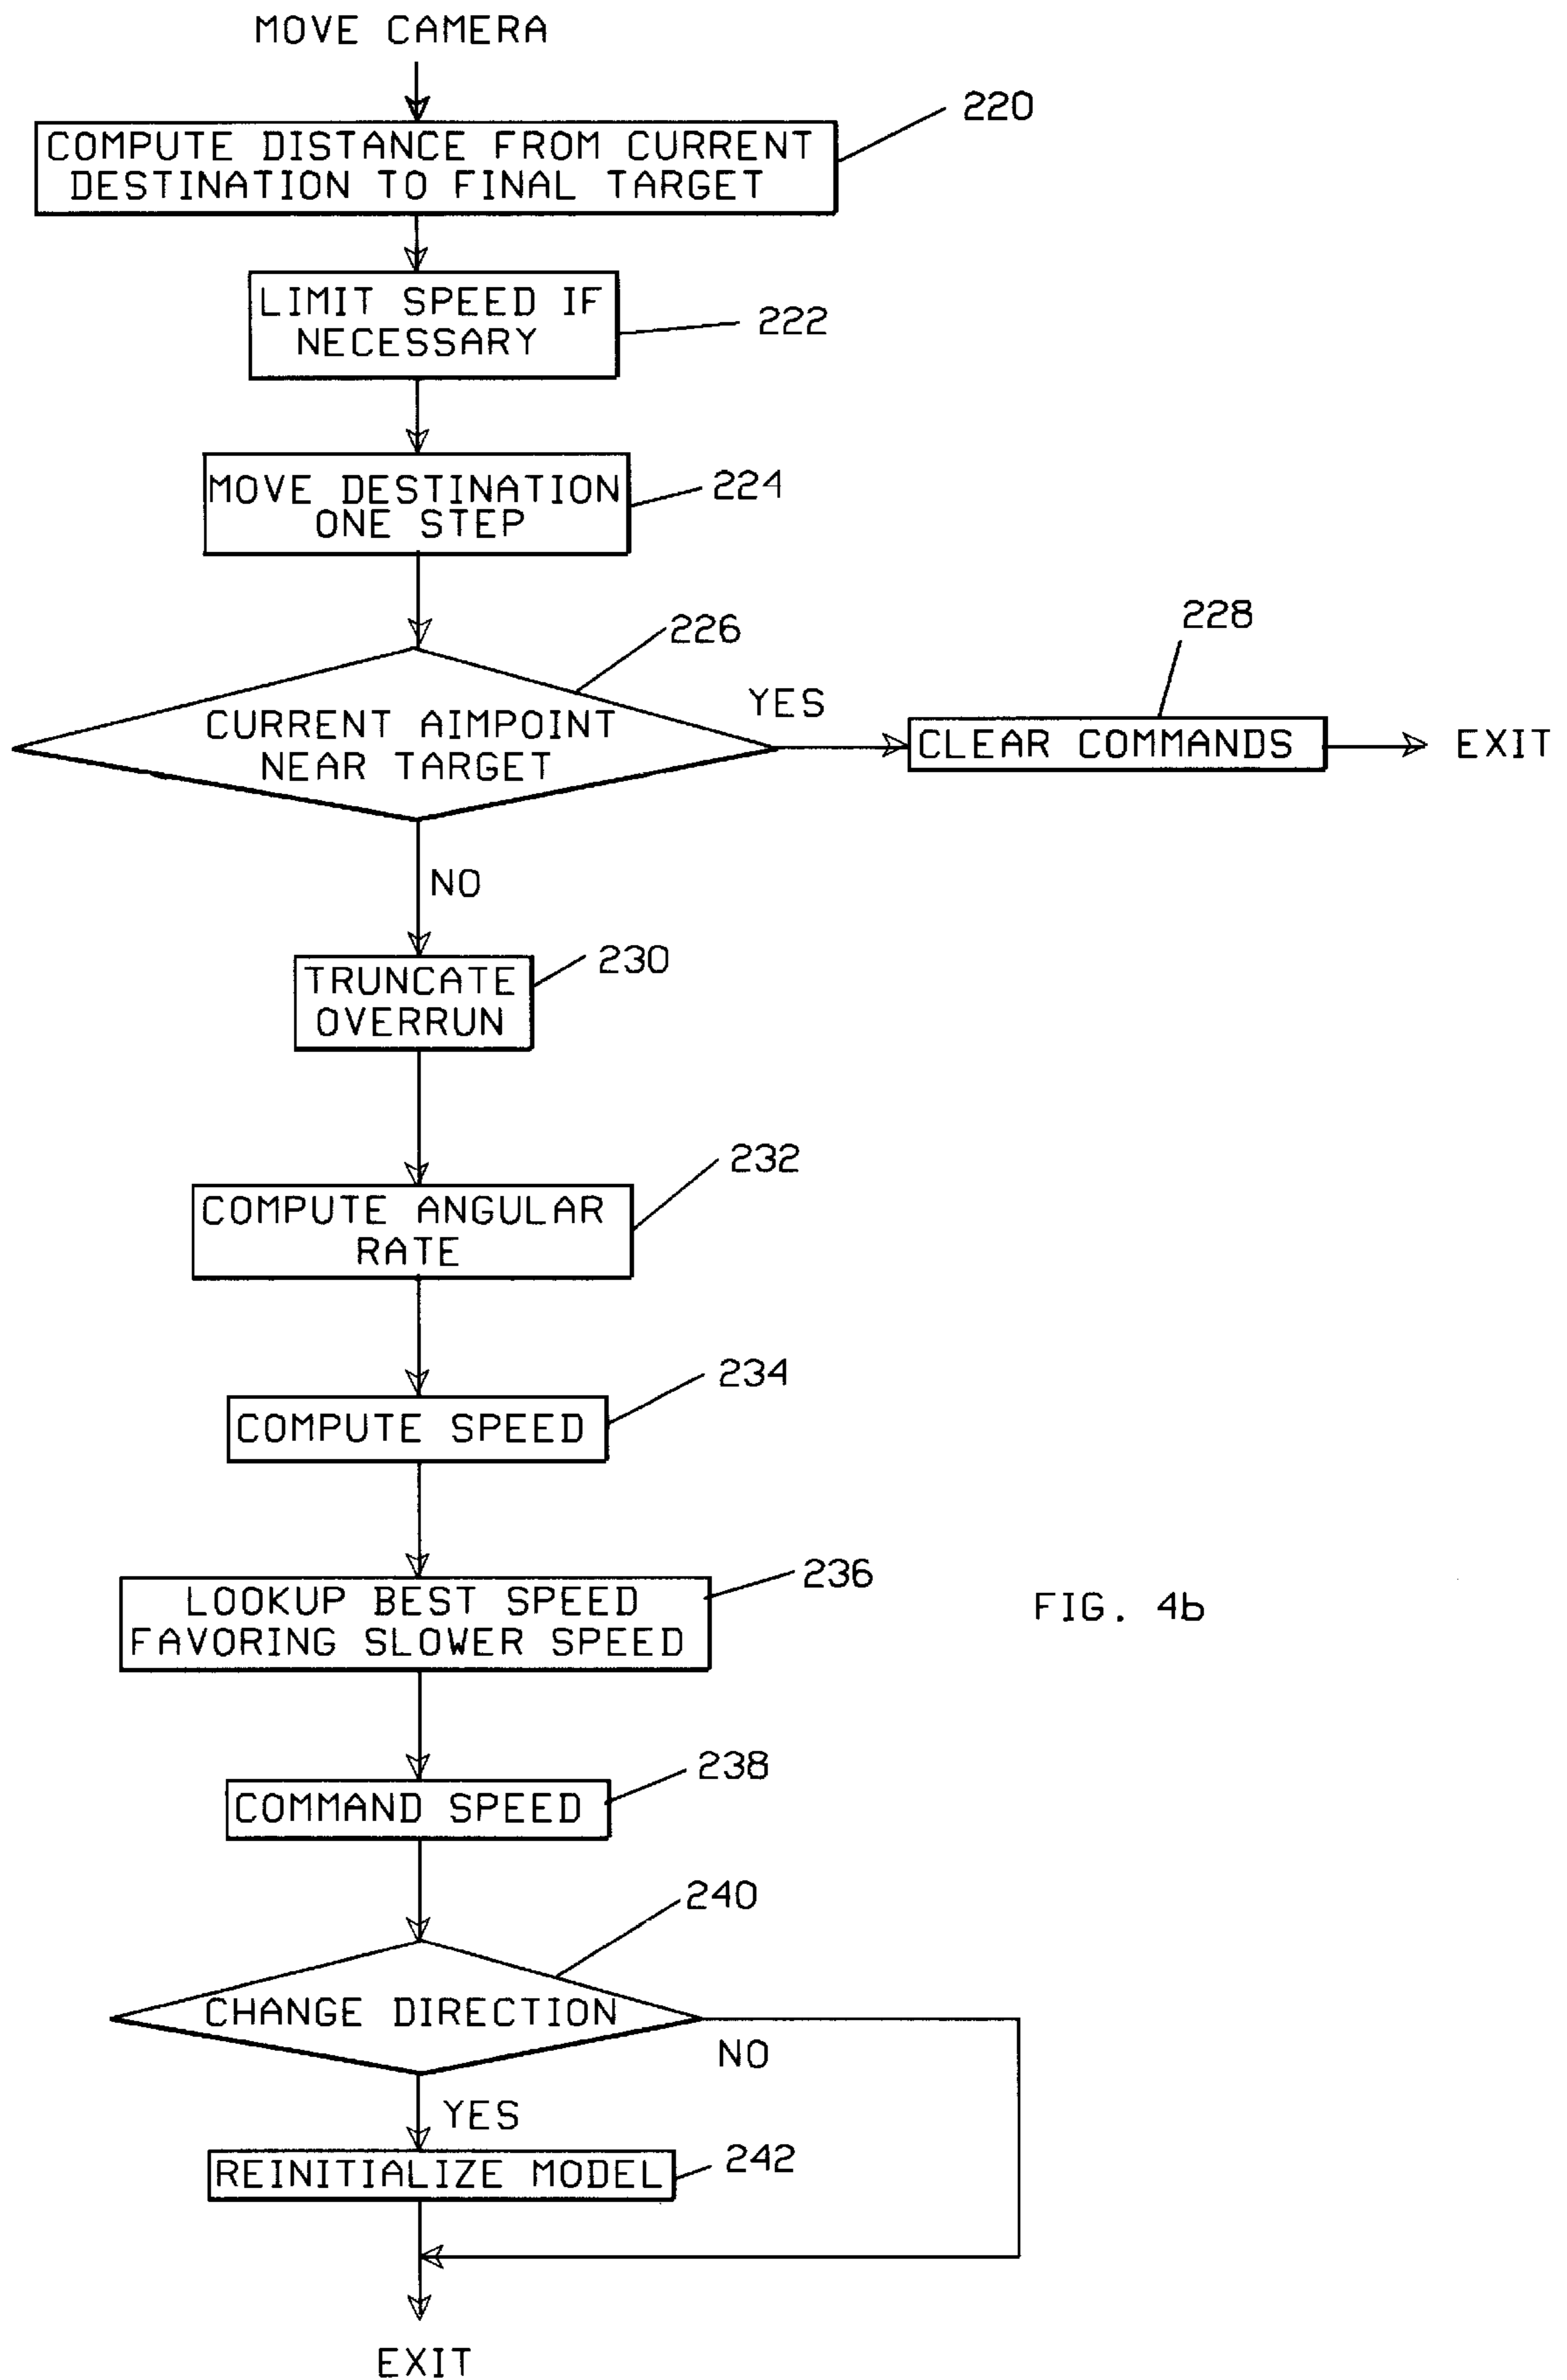 MOVE CAMERA
220
COMPUTE DISTANCE FROM CURRENT
DESTINATION TO FINAL TARGET
LIMIT SPEED IF
NECESSARY
222
MOVE DESTINATION
ONE STEP
224
226
228
CURRENT AIMPOINT
NEAR TARGET
YES
CLEAR COMMANDS
EXIT
NO
TRUNCATE
OVERRUN
230
232
COMPUTE ANGULAR
RATE
234
COMPUTE SPEED
236
LOOKUP BEST SPEED
FAVORING SLOWER SPEED
FIG. 4b
238
COMMAND SPEED
240
CHANGE DIRECTION
NO
YES
REINITIALIZE MODEL
242
EXIT